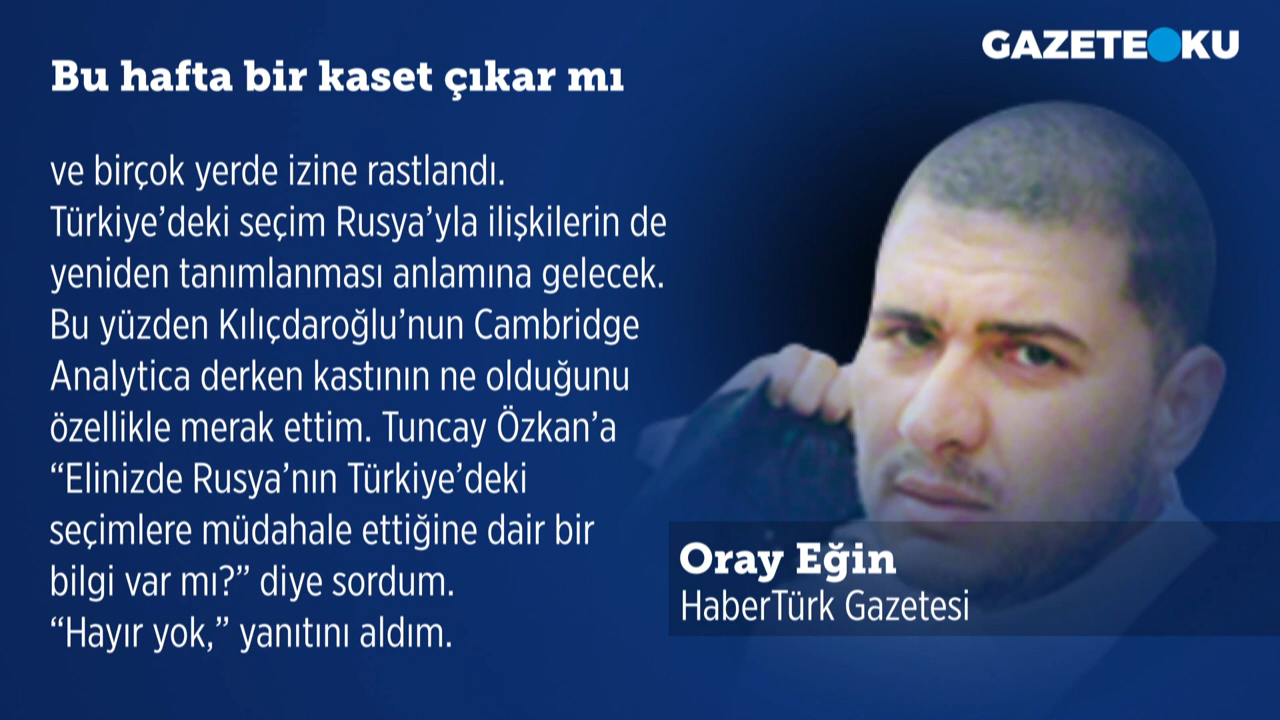 GAZETEOKU
Bu hafta bir kaset çıkar mı
ve birçok yerde izine rastlandı.
Türkiye’deki seçim Rusya’yla ilişkilerin de
yeniden tanımlanması anlamına gelecek.
Bu yüzden Kılıçdaroğlu’nun Cambridge
Analytica derken kastının ne olduğunu
özellikle merak ettim. Tuncay Özkan’a
“Elinizde Rusya’nın Türkiye’deki
seçimlere müdahale ettiğine dair bir
bilgi var mı?” diye sordum.
“Hayır yok,” yanıtını aldım.
Oray Eğin
HaberTürk Gazetesi